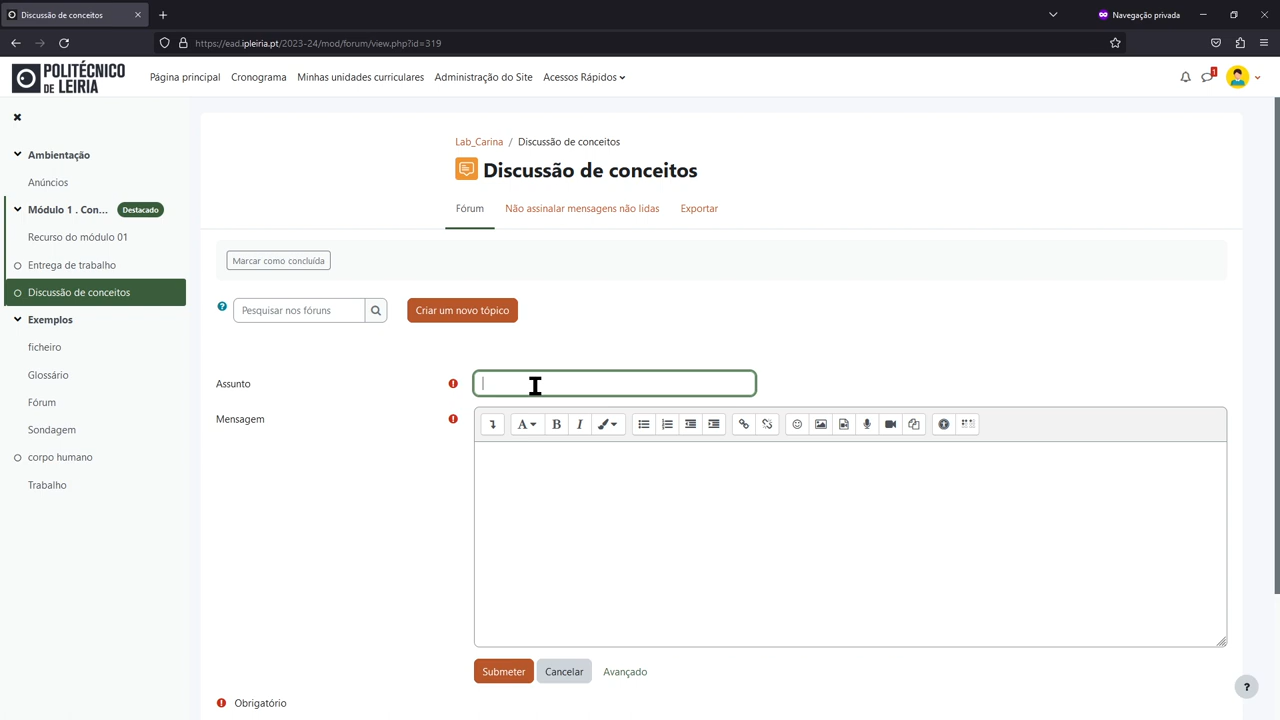 Discussão de conceitos
Navegação privada
https://ead.ipleiria.pt/2023-24/mod/forum/view.php?id=319
POLITÉCNICO
DE LEIRIA
Página principal
Cronograma
Minhas unidades curriculares
Administração do Site
Acessos Rápidos
1
Ambientação
Anúncios
Módulo 1 . Con...
Destacado
Recurso do módulo 01
Entrega de trabalho
Discussão de conceitos
Exemplos
ficheiro
Glossário
Fórum
Sondagem
corpo humano
Trabalho
Lab_Carina / Discussão de conceitos
Discussão de conceitos
Fórum
Não assinalar mensagens não lidas
Exportar
Marcar como concluída
Pesquisar nos fóruns
Criar um novo tópico
Assunto
Mensagem
A
B
I
Submeter
Cancelar
Avançado
Obrigatório
?